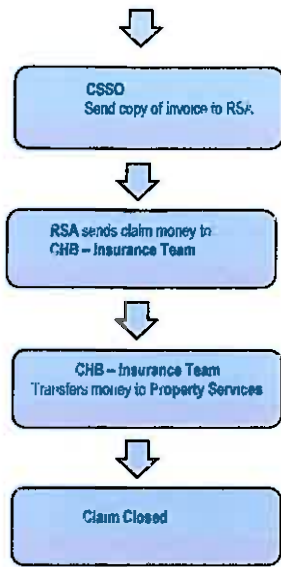 CSSO
Send copy of invoice to RSA
RSA sends claim money to
CHB – Insurance Team
CHB – Insurance Team
Transfers money to Property Services
Claim Closed